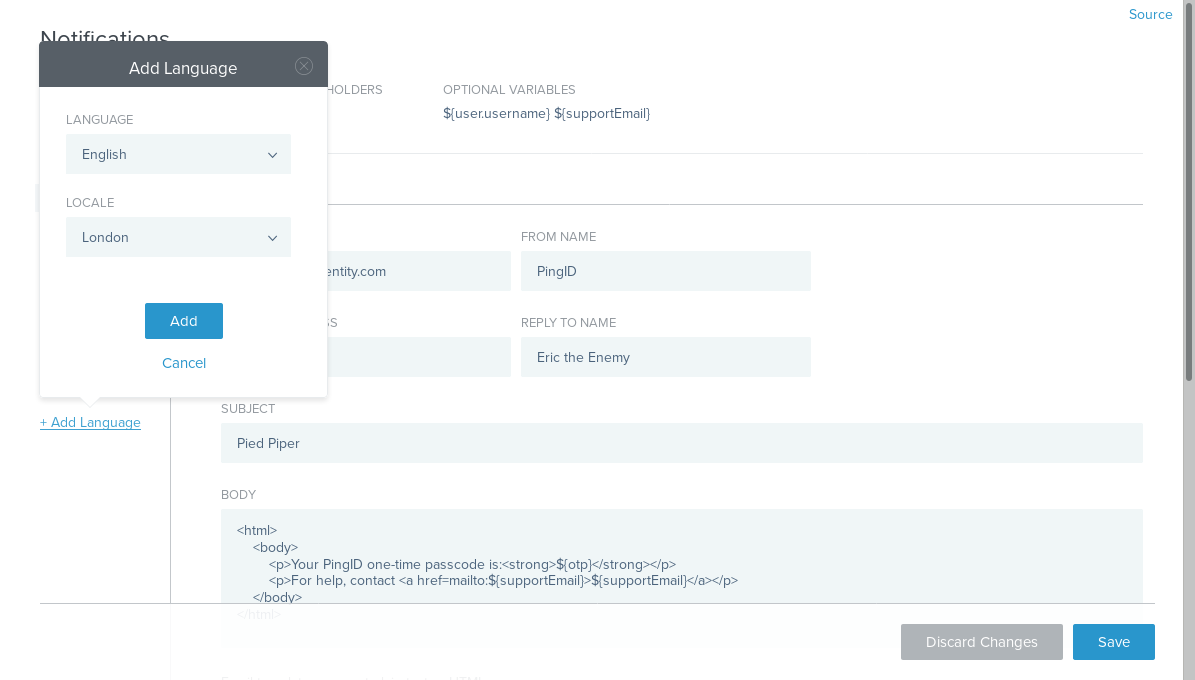 Source
Notifications
Add Language
HOLDERS
OPTIONAL VARIABLES
${user.username} ${supportEmail}
LANGUAGE
English
LOCALE
London
FROM NAME
entity.com
PingID
Add
SS
REPLY TO NAME
Eric the Enemy
Cancel
SUBJECT
+ Add Language
Pied Piper
BODY
<html>
<body>
<p>Your PingID one-time passcode is:<strong>${otp}</strong></p>
<p>For help, contact <a href=mailto:${supportEmail}>${supportEmail}</a></p>
</body>
</html>
Discard Changes
Save